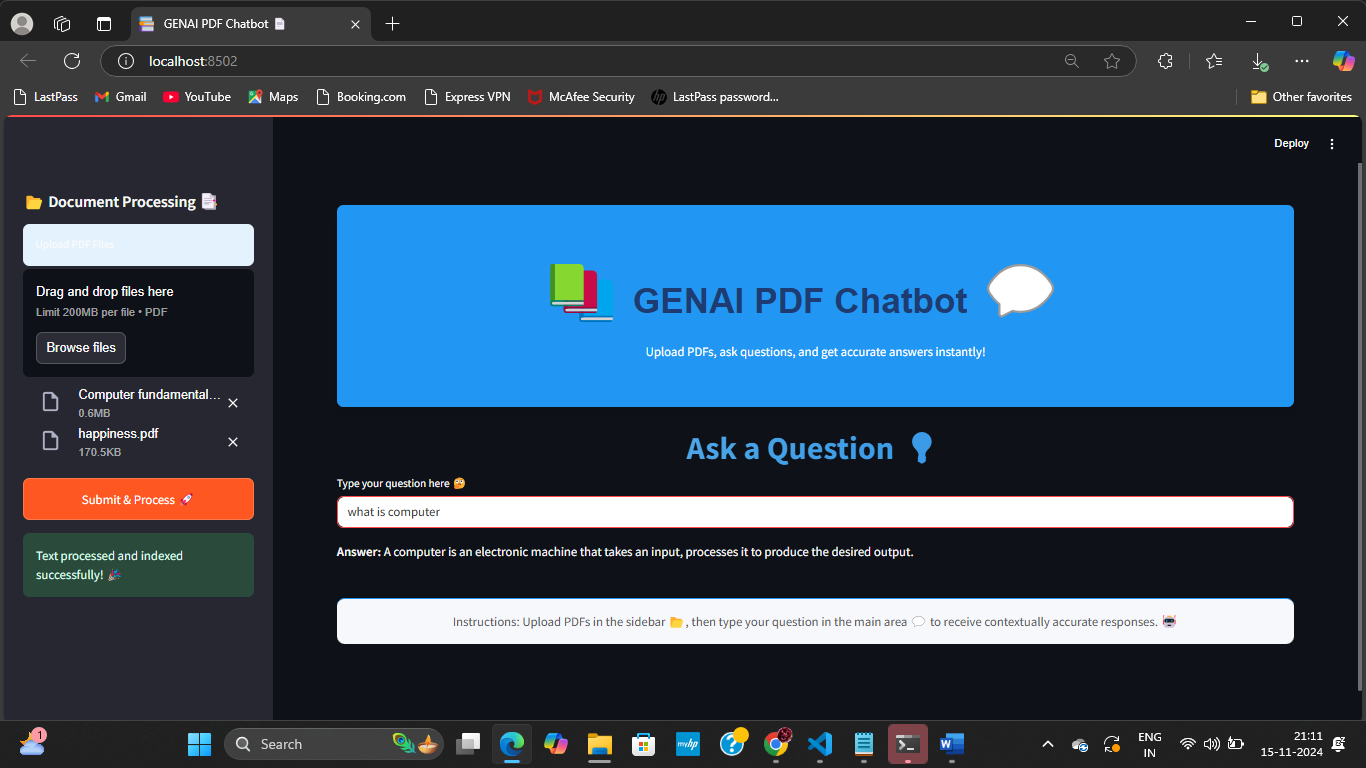 GENAI PDF Chatbot
localhost:8502
LastPass
Gmail
YouTube
Maps
Booking.com
Express VPN
McAfee Security
LastPass password...
Other favorites
Deploy
Document Processing
Upload PDF Files
Drag and drop files here
Limit 200MB per file • PDF
Browse files
Computer fundamental...
0.6MB
happiness.pdf
170.5KB
Submit & Process
Text processed and indexed
successfully!
GENAI PDF Chatbot
Upload PDFs, ask questions, and get accurate answers instantly!
Ask a Question
Type your question here
what is computer
Answer: A computer is an electronic machine that takes an input, processes it to produce the desired output.
Instructions: Upload PDFs in the sidebar , then type your question in the main area to receive contextually accurate responses.
1
Search
myhp
ENG
IN
21:11
15-11-2024